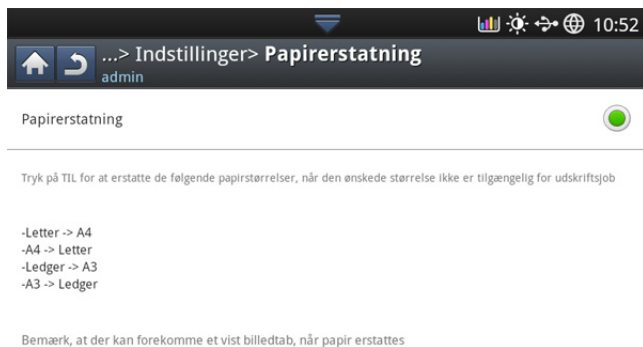 10:52
...> Indstillinger> Papirerstatning
admin
Papirerstatning
Tryk på TIL for at erstatte de følgende papirstørrelser, når den ønskede størrelse ikke er tilgængelig for udskriftsjob
-Letter -> A4
-A4 -> Letter
-Ledger -> A3
-A3 -> Ledger
Bemærk, at der kan forekomme et vist billedtab, når papir erstattes